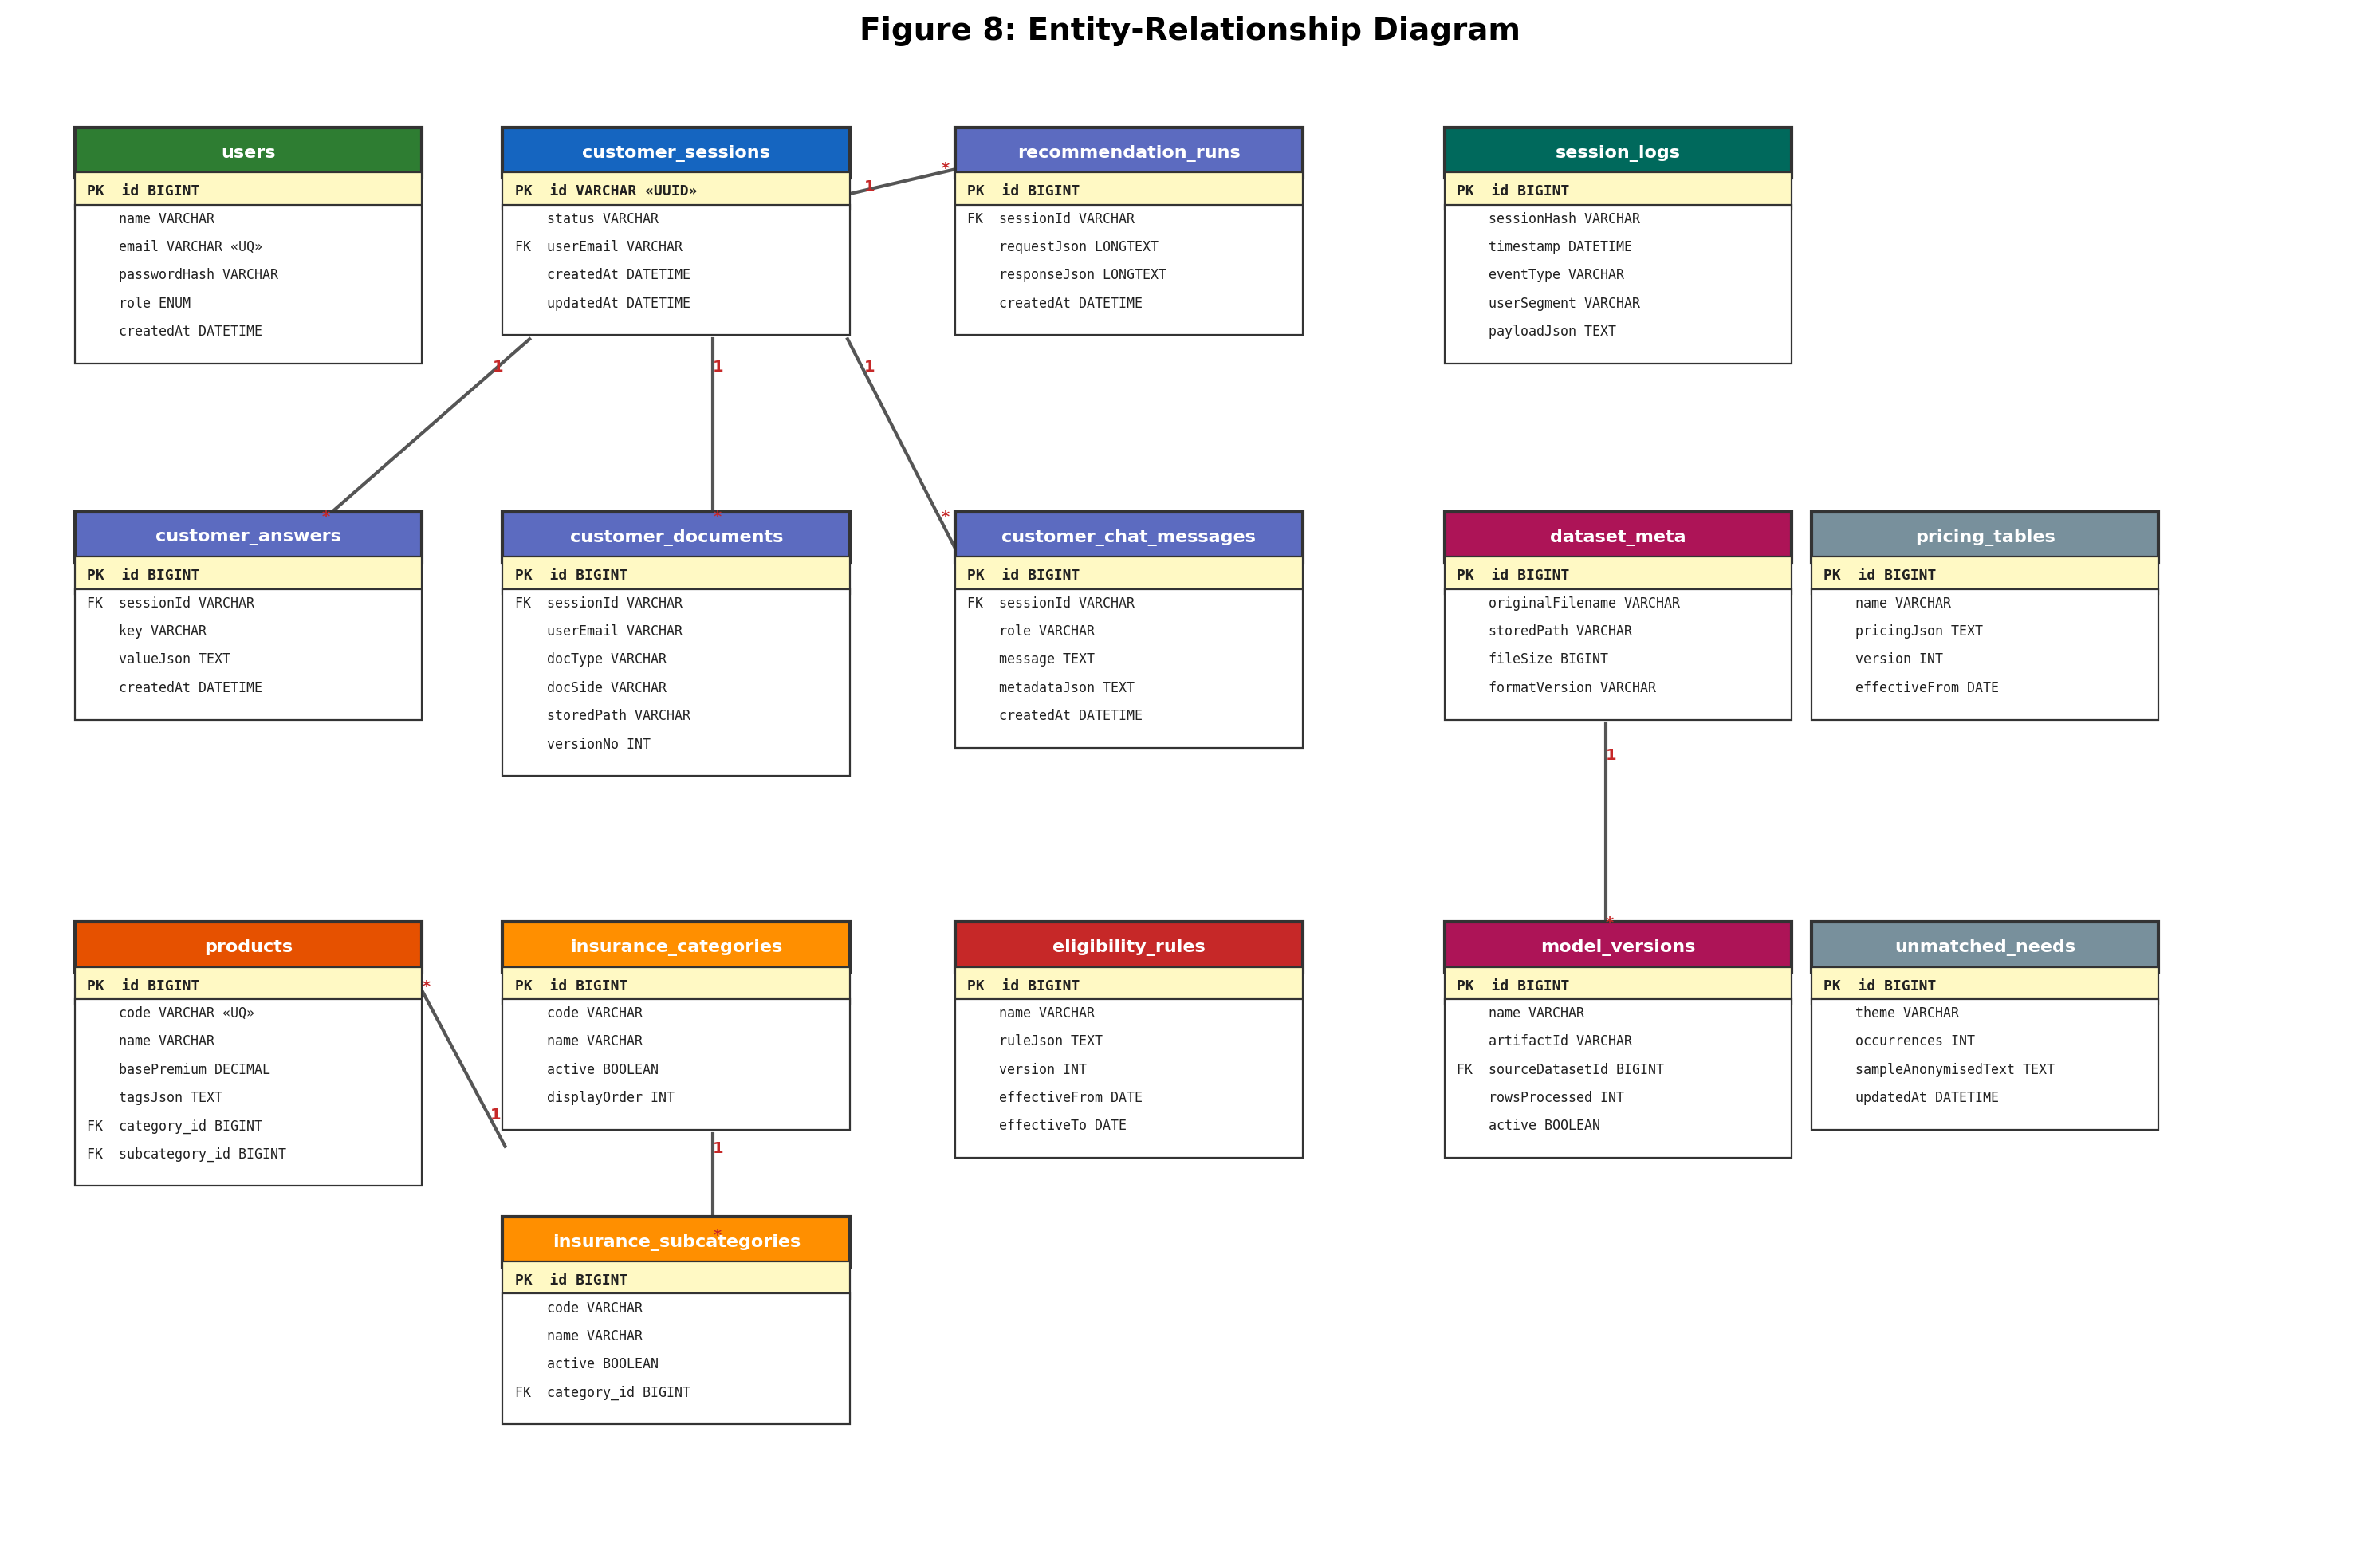 Figure 8: Entity-Relationship Diagram
users
PK id BIGINT
name VARCHAR
email VARCHAR «UQ»
passwordHash VARCHAR
role ENUM
createdAt DATETIME
customer_sessions
PK id VARCHAR «UUID»
status VARCHAR
FK userEmail VARCHAR
createdAt DATETIME
updatedAt DATETIME
1
*
recommendation_runs
PK id BIGINT
FK sessionId VARCHAR
requestJson LONGTEXT
responseJson LONGTEXT
createdAt DATETIME
session_logs
PK id BIGINT
sessionHash VARCHAR
timestamp DATETIME
eventType VARCHAR
userSegment VARCHAR
payloadJson TEXT
1
1
1
*
*
*
customer_answers
PK id BIGINT
FK sessionId VARCHAR
key VARCHAR
valueJson TEXT
createdAt DATETIME
customer_documents
PK id BIGINT
FK sessionId VARCHAR
userEmail VARCHAR
docType VARCHAR
docSide VARCHAR
storedPath VARCHAR
versionNo INT
customer_chat_messages
PK id BIGINT
FK sessionId VARCHAR
role VARCHAR
message TEXT
metadataJson TEXT
createdAt DATETIME
dataset_meta
PK id BIGINT
originalFilename VARCHAR
storedPath VARCHAR
fileSize BIGINT
formatVersion VARCHAR
pricing_tables
PK id BIGINT
name VARCHAR
pricingJson TEXT
version INT
effectiveFrom DATE
1
*
products
PK id BIGINT
code VARCHAR «UQ»
name VARCHAR
basePremium DECIMAL
tagsJson TEXT
FK category_id BIGINT
FK subcategory_id BIGINT
*
1
insurance_categories
PK id BIGINT
code VARCHAR
name VARCHAR
active BOOLEAN
displayOrder INT
eligibility_rules
PK id BIGINT
name VARCHAR
ruleJson TEXT
version INT
effectiveFrom DATE
effectiveTo DATE
model_versions
PK id BIGINT
name VARCHAR
artifactId VARCHAR
FK sourceDatasetId BIGINT
rowsProcessed INT
active BOOLEAN
unmatched_needs
PK id BIGINT
theme VARCHAR
occurrences INT
sampleAnonymisedText TEXT
updatedAt DATETIME
1
*
insurance_subcategories
PK id BIGINT
code VARCHAR
name VARCHAR
active BOOLEAN
FK category_id BIGINT